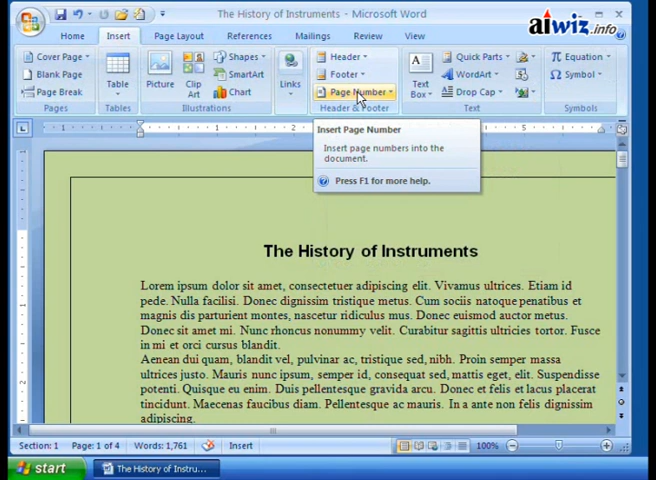 The History of Instruments - Microsoft Word
aiwiz.info
Home Insert Page Layout References Mailings Review View
Cover Page
Blank Page
Page Break
Pages
Table
Tables
Picture
Clip Art
Shapes
SmartArt
Chart
Illustrations
Links
Header
Footer
Page Number
Header & Footer
Text Box
Quick Parts
WordArt
Drop Cap
Text
Equation
Symbol
Symbols
Insert Page Number
Insert page numbers into the
document.
Press F1 for more help.
The History of Instruments
Lorem ipsum dolor sit amet, consectetuer adipiscing elit. Vivamus ultrices. Etiam id
pede. Nulla facilisi. Donec dignissim tristique metus. Cum sociis natoque penatibus et
magnis dis parturient montes, nascetur ridiculus mus. Donec euismod auctor metus.
Donec sit amet mi. Nunc rhoncus nonummy velit. Curabitur sagittis ultricies tortor. Fusce
in mi et orci cursus blandit.
Aenean dui quam, blandit vel, pulvinar ac, tristique sed, nibh. Proin semper massa
ultrices justo. Mauris nunc ipsum, semper id, consequat sed, mattis eget, elit. Suspendisse
potenti. Quisque eu enim. Duis pellentesque gravida arcu. Donec et felis et lacus placerat
tincidunt. Maecenas faucibus diam. Pellentesque ac mauris. In a ante non felis dignissim
adipiscing.
Section: 1 Page: 1 of 4 Words: 1,761 Insert 100%
start The History of Instru...